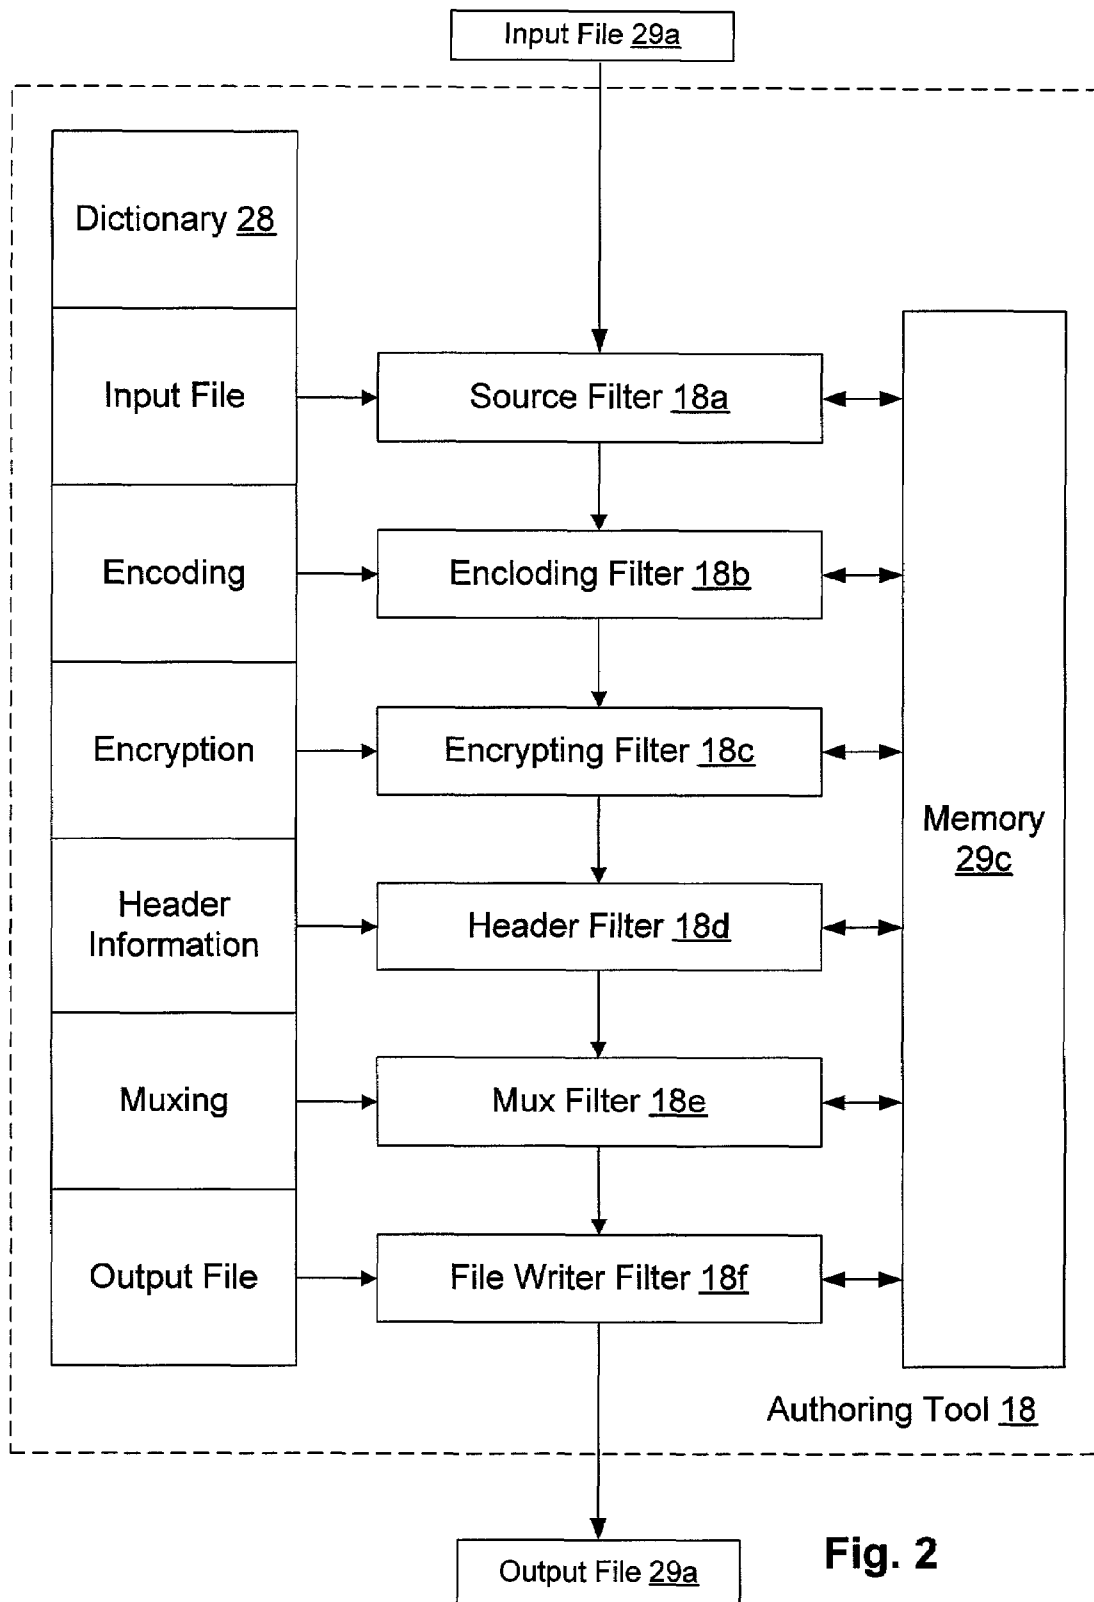 Input File 29a
Dictionary 28
Input File
Source Filter 18a
Encoding
Encloding Filter 18b
Encryption
Encrypting Filter 18c
Memory
29c
Header
Information
Header Filter 18d
Muxing
Mux Filter 18e
Output File
File Writer Filter 18f
Authoring Tool 18
Output File 29a
Fig. 2